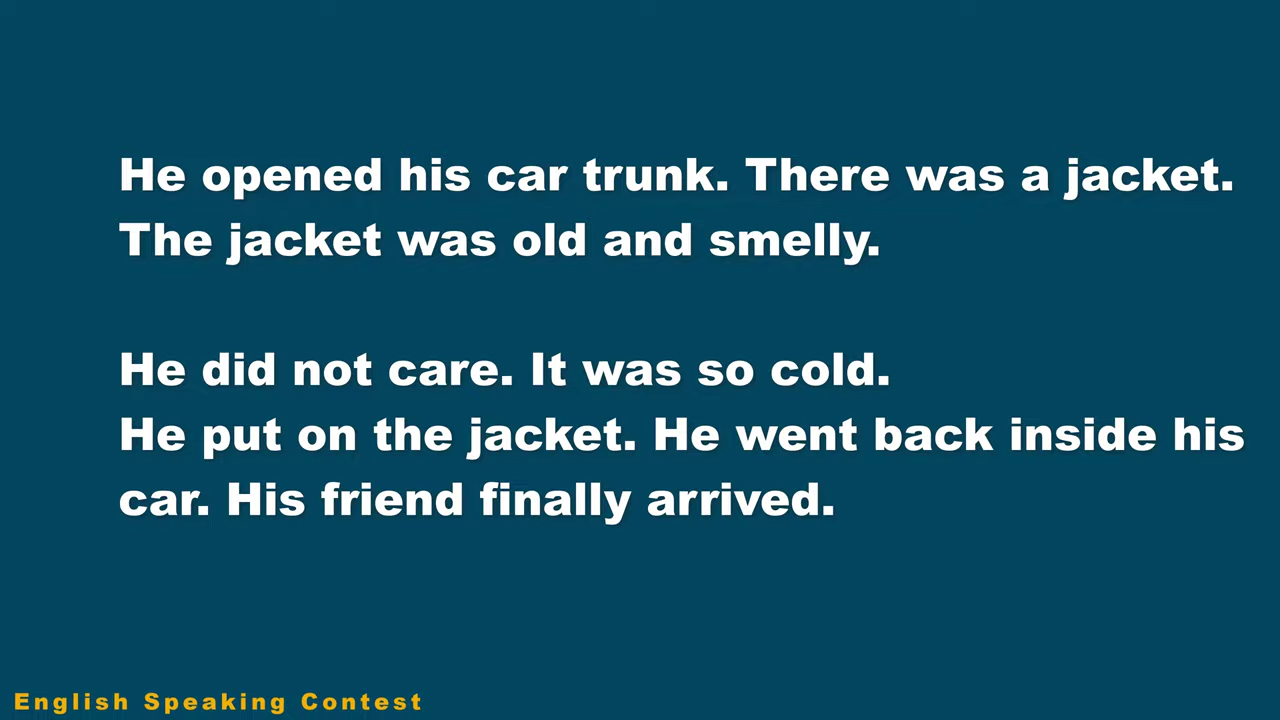 He opened his car trunk. There was a jacket.
The jacket was old and smelly.
He did not care. It was so cold.
He put on the jacket. He went back inside his
car. His friend finally arrived.
English Speaking Contest